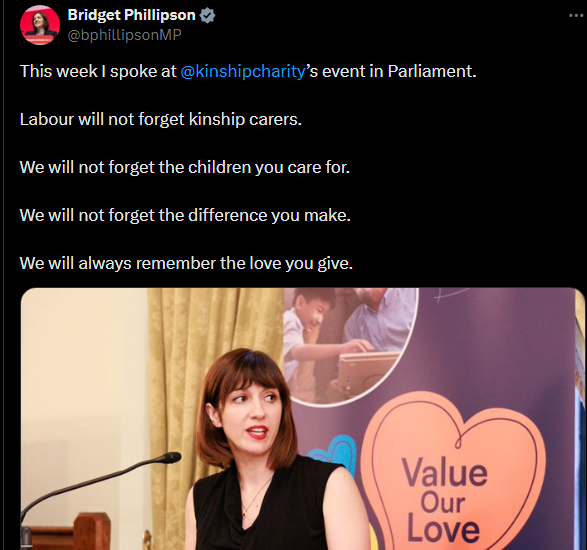 Bridget Phillipson
@bphillipsonMP
This week I spoke at @kinshipcharity's event in Parliament.
Labour will not forget kinship carers.
We will not forget the children you care for.
We will not forget the difference you make.
We will always remember the love you give.
Value
Our
Love